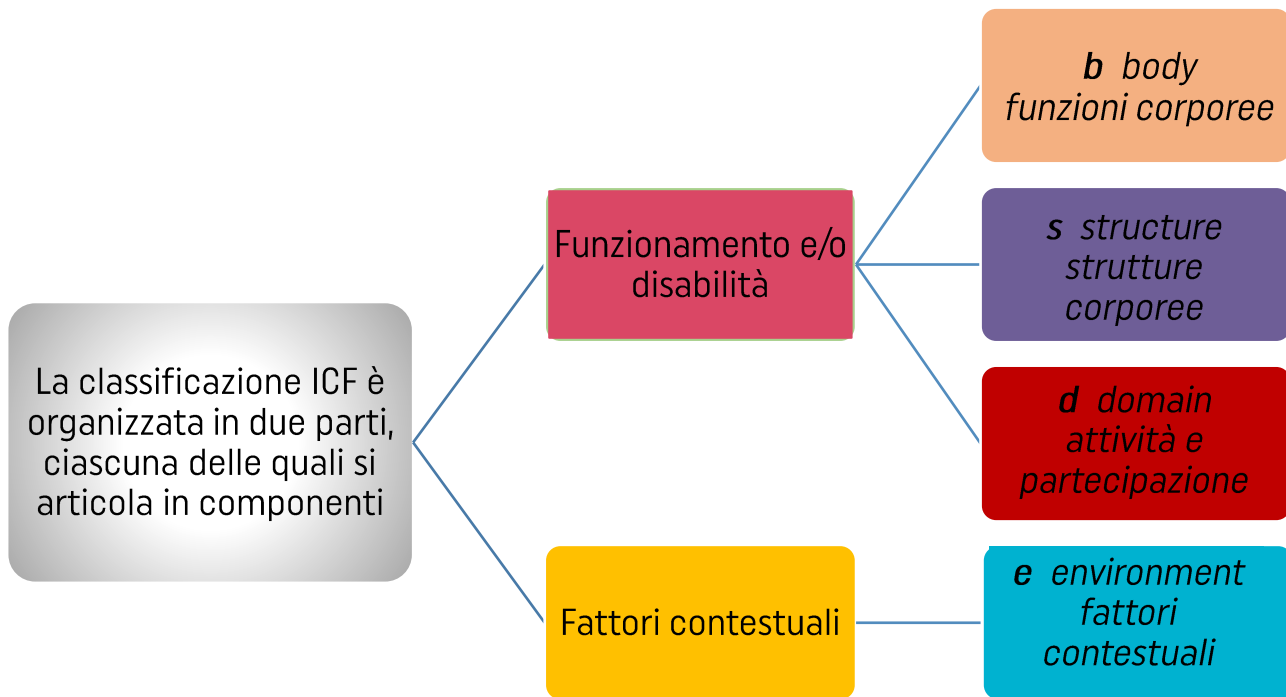 La classificazione ICF è
organizzata in due parti,
ciascuna delle quali si
articola in componenti
Funzionamento e/o
disabilità
b body
funzioni corporee
s structure
strutture
corporee
d domain
attività e
partecipazione
Fattori contestuali
e environment
fattori
contestuali